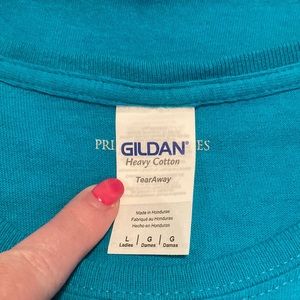 GILDAN®
Heavy Cotton
TearAway
Made in Honduras
Fabriqué au Honduras
Hecho en Honduras
L G G
Ladies Dames Damas